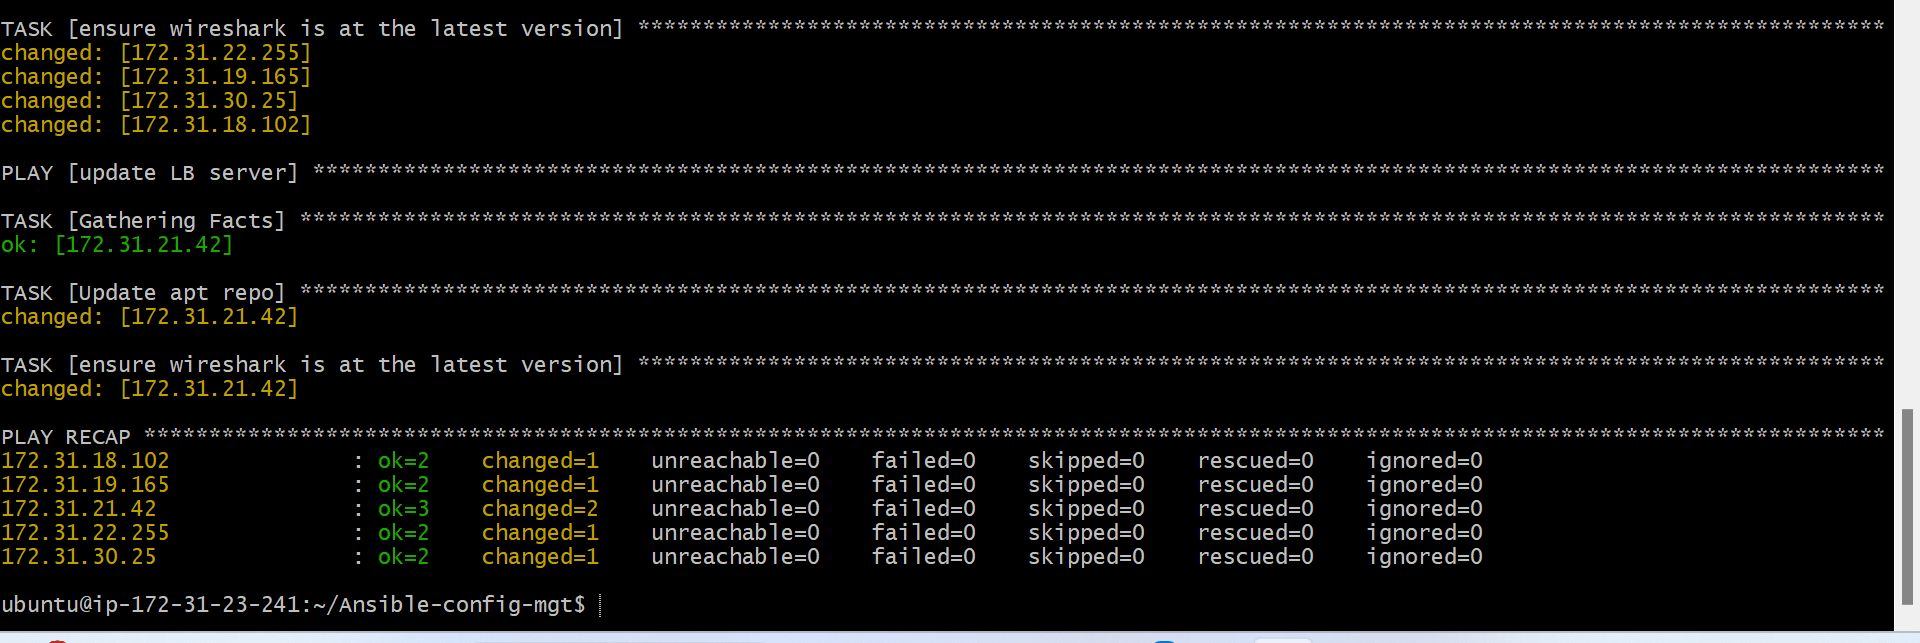 TASK [ensure wireshark is at the latest version] ************************************************************************************************
changed: [172.31.22.255]
changed: [172.31.19.165]
changed: [172.31.30.25]
changed: [172.31.18.102]
PLAY [update LB server] *************************************************************************************************************************
TASK [Gathering Facts] **************************************************************************************************************************
ok: [172.31.21.42]
TASK [Update apt repo] **************************************************************************************************************************
changed: [172.31.21.42]
TASK [ensure wireshark is at the latest version] ************************************************************************************************
changed: [172.31.21.42]
PLAY RECAP **************************************************************************************************************************************
172.31.18.102              : ok=2    changed=1    unreachable=0    failed=0    skipped=0    rescued=0    ignored=0
172.31.19.165              : ok=2    changed=1    unreachable=0    failed=0    skipped=0    rescued=0    ignored=0
172.31.21.42               : ok=3    changed=2    unreachable=0    failed=0    skipped=0    rescued=0    ignored=0
172.31.22.255              : ok=2    changed=1    unreachable=0    failed=0    skipped=0    rescued=0    ignored=0
172.31.30.25               : ok=2    changed=1    unreachable=0    failed=0    skipped=0    rescued=0    ignored=0
ubuntu@ip-172-31-23-241:~/Ansible-config-mgt$